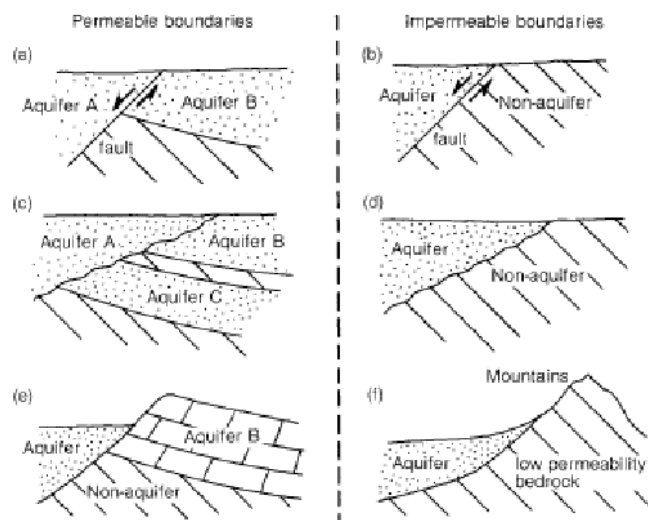 Permeable boundaries
Impermeable boundaries
(a)
Aquifer A
Aquifer B
fault
(b)
Aquifer
Non-aquifer
fault
(c)
Aquifer A
Aquifer B
Aquifer C
(d)
Aquifer
Non-aquifer
(e)
Aquifer
Aquifer B
Non-aquifer
(f)
Mountains
Aquifer
low permeability
bedrock